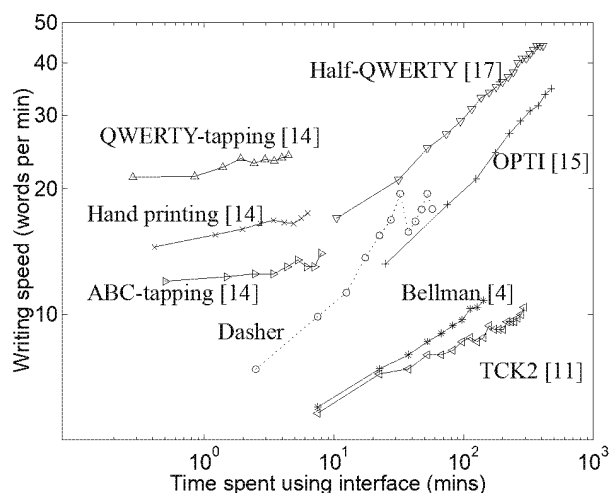 50
40
30
20
10
Writing speed (words per min)
Half-QWERTY [17]
QWERTY-tapping [14]
OPTI [15]
Hand printing [14]
ABC-tapping [14]
Bellman [4]
Dasher
TCK2 [11]
10^0
10^1
10^2
10^3
Time spent using interface (mins)